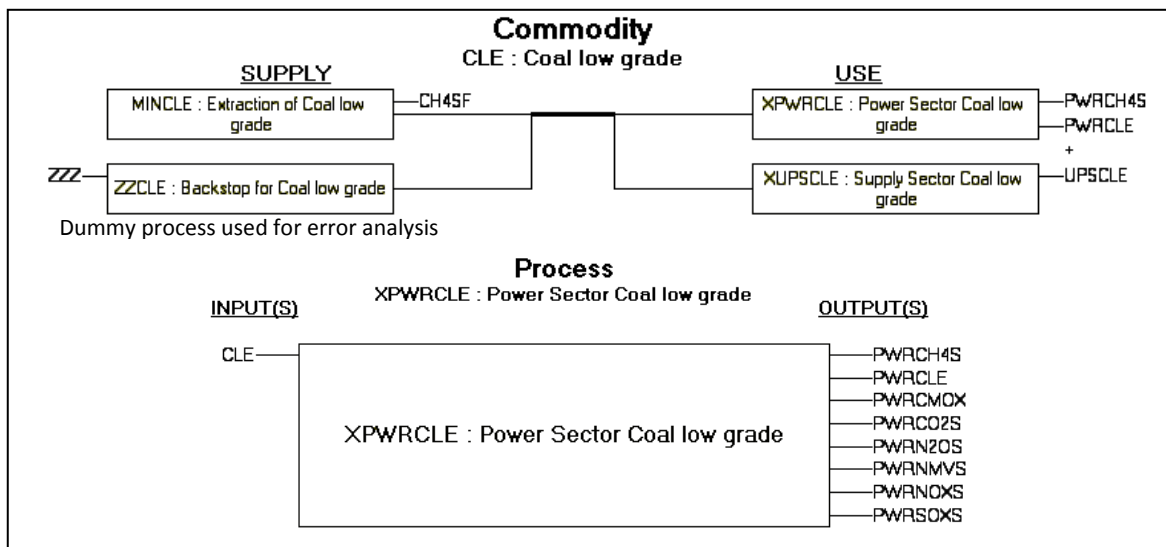 Commodity
CLE : Coal low grade
SUPPLY
USE
MINCLE : Extraction of Coal low
grade
CH4SF
XPWRCLE : Power Sector Coal low
grade
PWRCH4S
PWRCLE
+
ZZZ
ZZCLE : Backstop for Coal low grade
XUPSCLE : Supply Sector Coal low
grade
UPSCLE
Dummy process used for error analysis
Process
XPWRCLE : Power Sector Coal low grade
INPUT(S)
OUTPUT(S)
CLE
XPWRCLE : Power Sector Coal low grade
PWRCH4S
PWRCLE
PWRCMOX
PWRCO2S
PWRN2OS
PWRNMVS
PWRNOXS
PWRSOXS